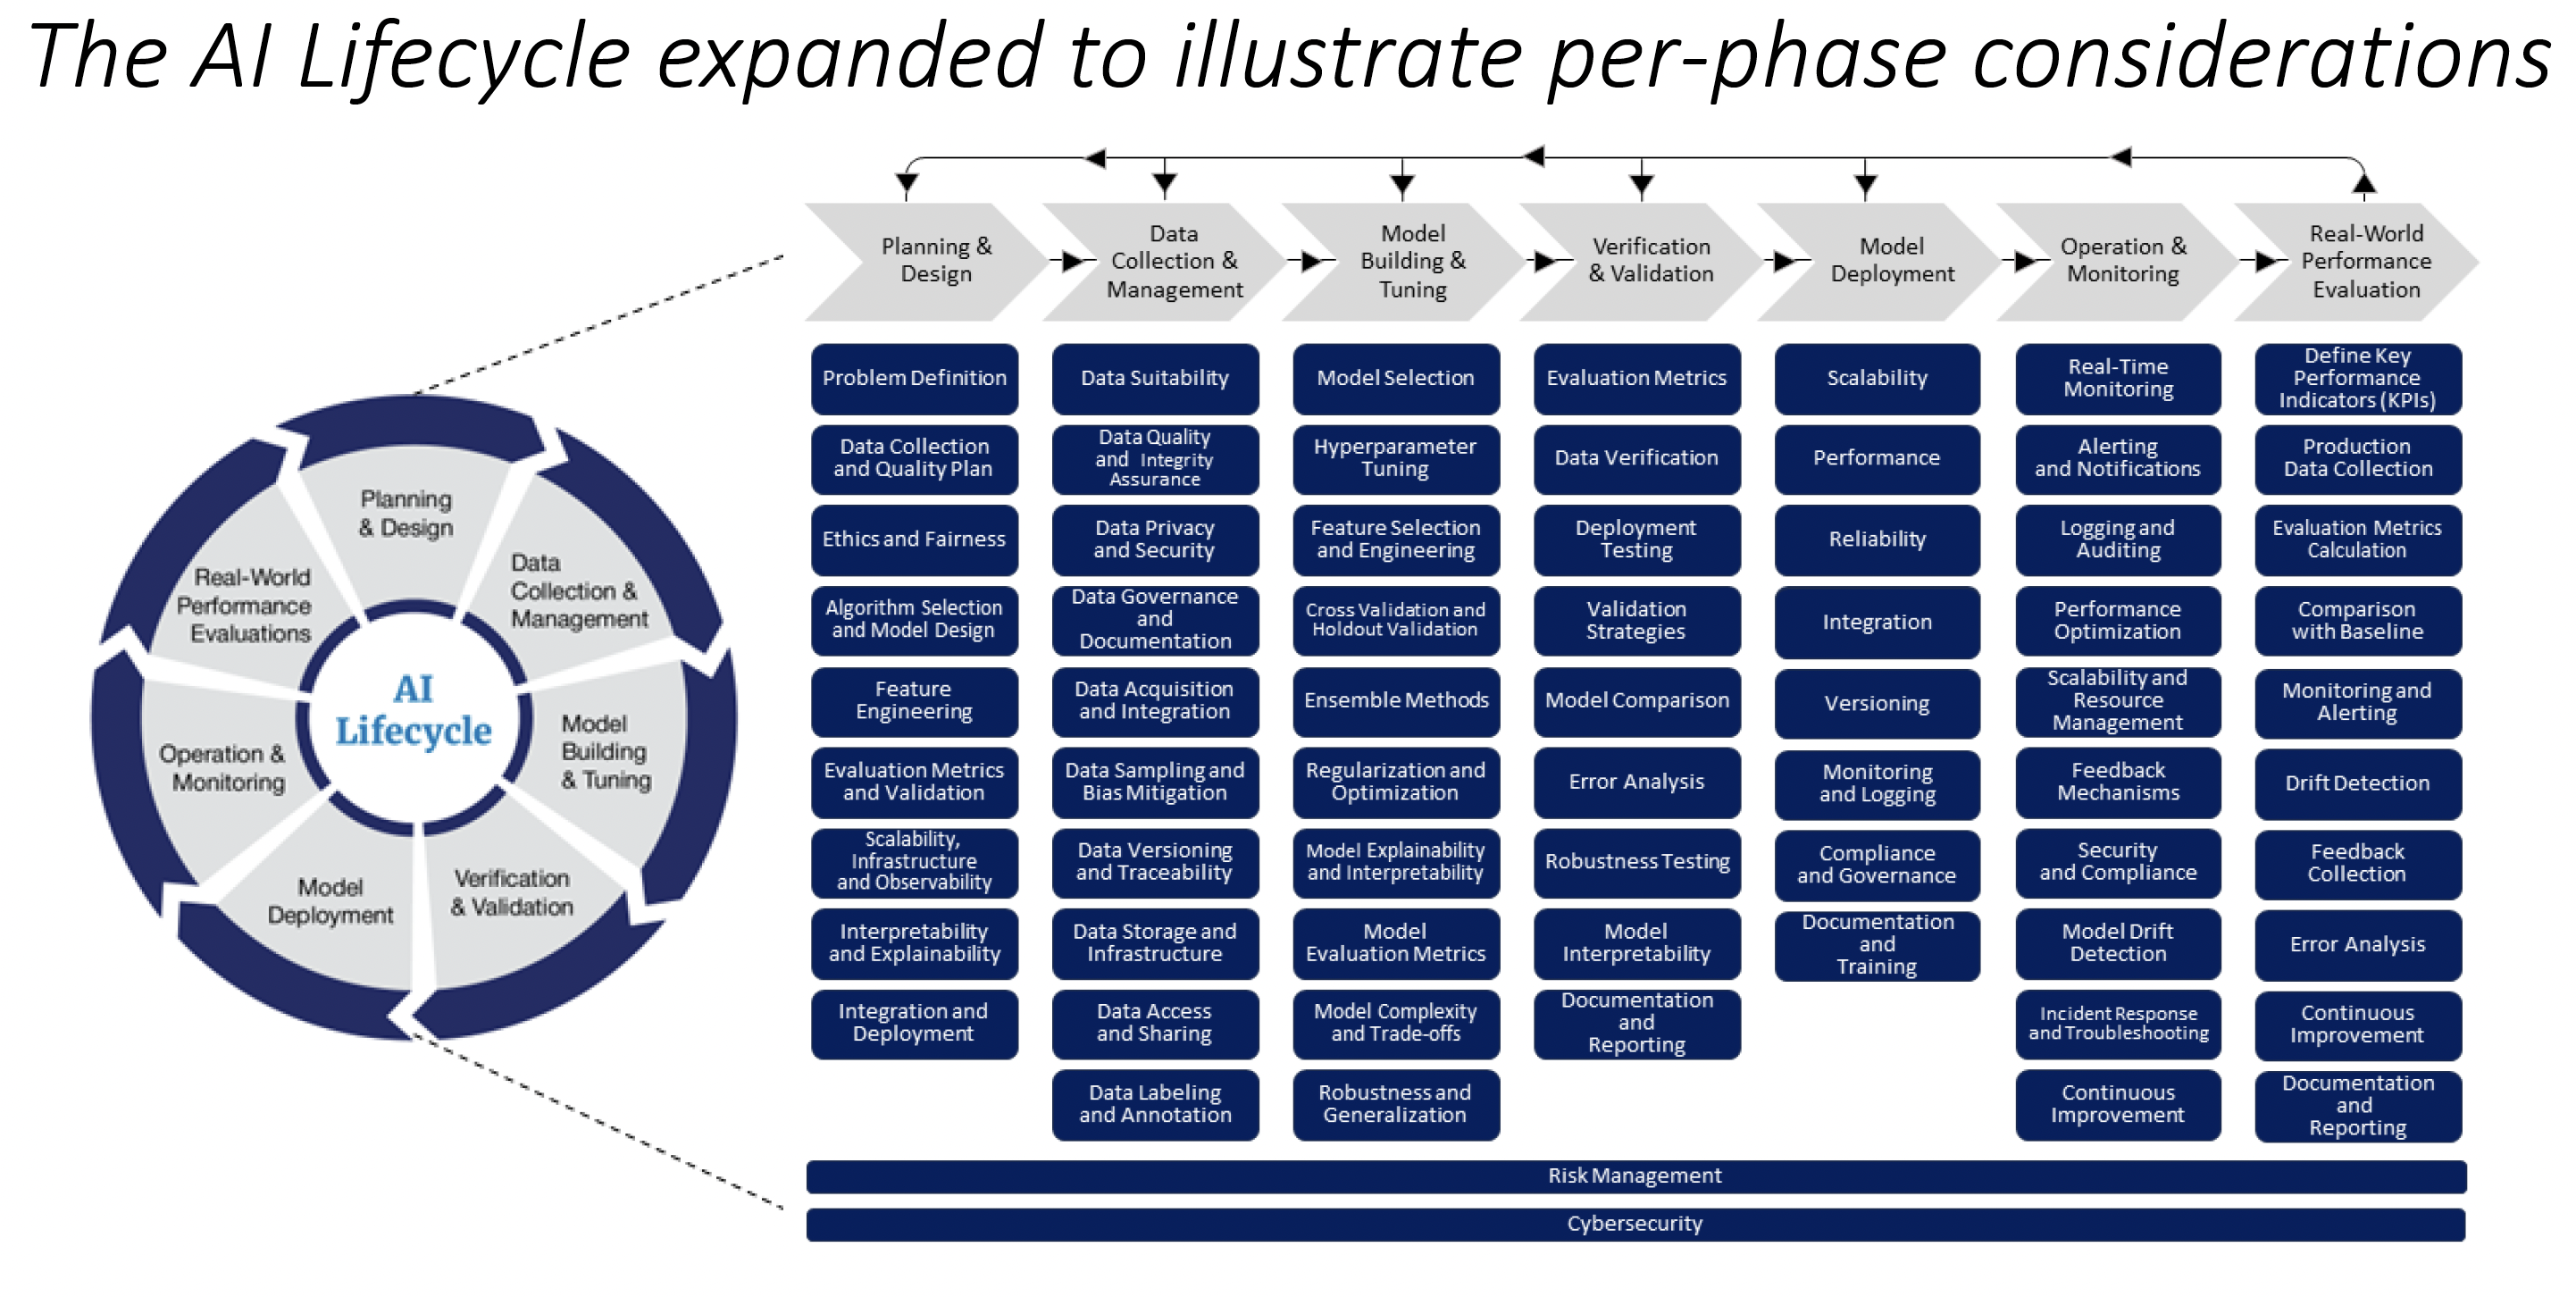 The AI Lifecycle expanded to illustrate per-phase considerations
Planning
& Design
Data
Collection &
Management
Model
Building
& Tuning
Verification
& Validation
Model
Deployment
Operation &
Monitoring
Real-World
Performance
Evaluations
AI
Lifecycle
Planning &
Design
Data
Collection &
Management
Model
Building &
Tuning
Verification
& Validation
Model
Deployment
Operation &
Monitoring
Real-World
Performance
Evaluation
Problem Definition
Data Collection
and Quality Plan
Ethics and Fairness
Algorithm Selection
and Model Design
Feature
Engineering
Evaluation Metrics
and Validation
Scalability,
Infrastructure
and Observability
Interpretability
and Explainability
Integration and
Deployment
Data Suitability
Data Quality
and Integrity
Assurance
Data Privacy
and Security
Data Governance
and
Documentation
Data Acquisition
and Integration
Data Sampling and
Bias Mitigation
Data Versioning
and Traceability
Data Storage and
Infrastructure
Data Access
and Sharing
Data Labeling
and Annotation
Model Selection
Hyperparameter
Tuning
Feature Selection
and Engineering
Cross Validation and
Holdout Validation
Ensemble Methods
Regularization and
Optimization
Model Explainability
and Interpretability
Model
Evaluation Metrics
Model Complexity
and Trade-offs
Robustness and
Generalization
Evaluation Metrics
Data Verification
Deployment
Testing
Validation
Strategies
Model Comparison
Error Analysis
Robustness Testing
Model
Interpretability
Documentation
and
Reporting
Scalability
Performance
Reliability
Integration
Versioning
Monitoring
and Logging
Compliance
and Governance
Documentation
and
Training
Real-Time
Monitoring
Alerting
and Notifications
Logging and
Auditing
Performance
Optimization
Scalability and
Resource
Management
Feedback
Mechanisms
Security
and Compliance
Model Drift
Detection
Incident Response
and Troubleshooting
Continuous
Improvement
Define Key
Performance
Indicators (KPIs)
Production
Data Collection
Evaluation Metrics
Calculation
Comparison
with Baseline
Monitoring and
Alerting
Drift Detection
Feedback
Collection
Error Analysis
Continuous
Improvement
Documentation
and
Reporting
Risk Management
Cybersecurity